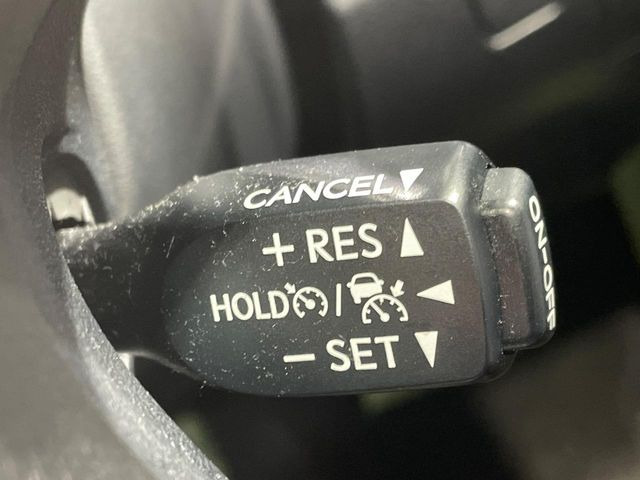 CANCEL
+ RES
HOLD /
- SET
ON-OFF